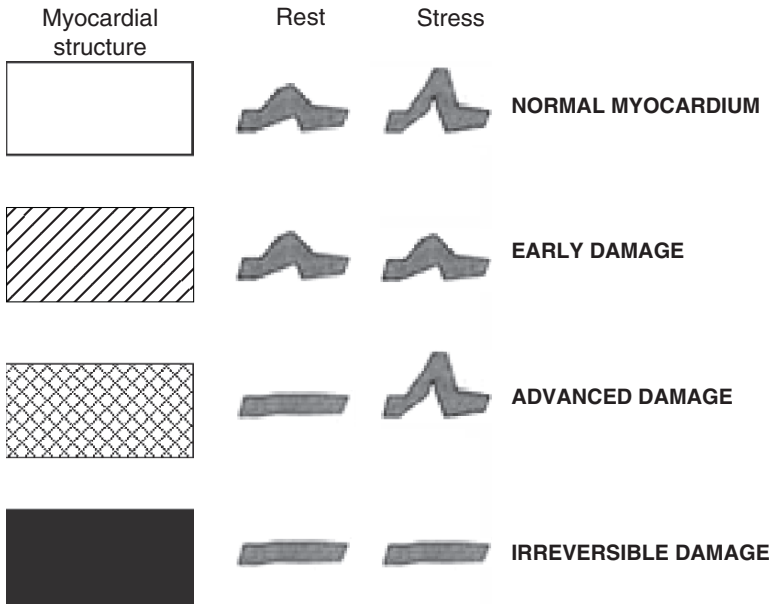 Myocardial
structure
Rest
Stress
NORMAL MYOCARDIUM
EARLY DAMAGE
ADVANCED DAMAGE
IRREVERSIBLE DAMAGE